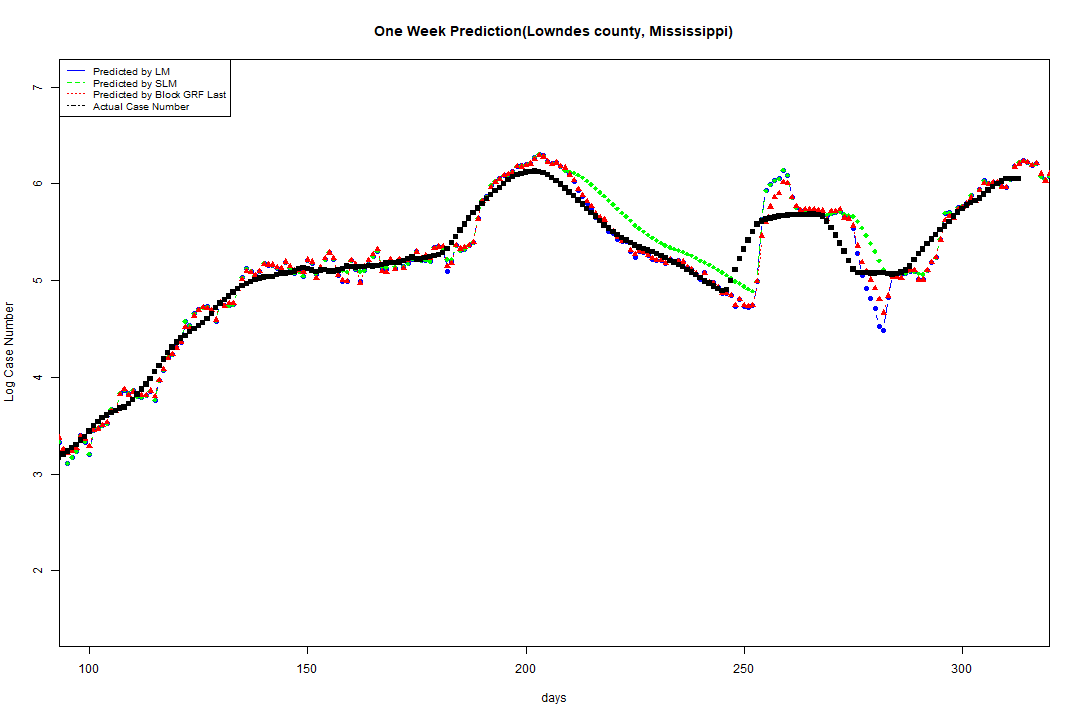 One Week Prediction(Lowndes county, Mississippi)
Predicted by LM
Predicted by SLM
Predicted by Block GRF Last
Actual Case Number
Log Case Number
7
6
5
4
3
2
100 150 200 250 300
days